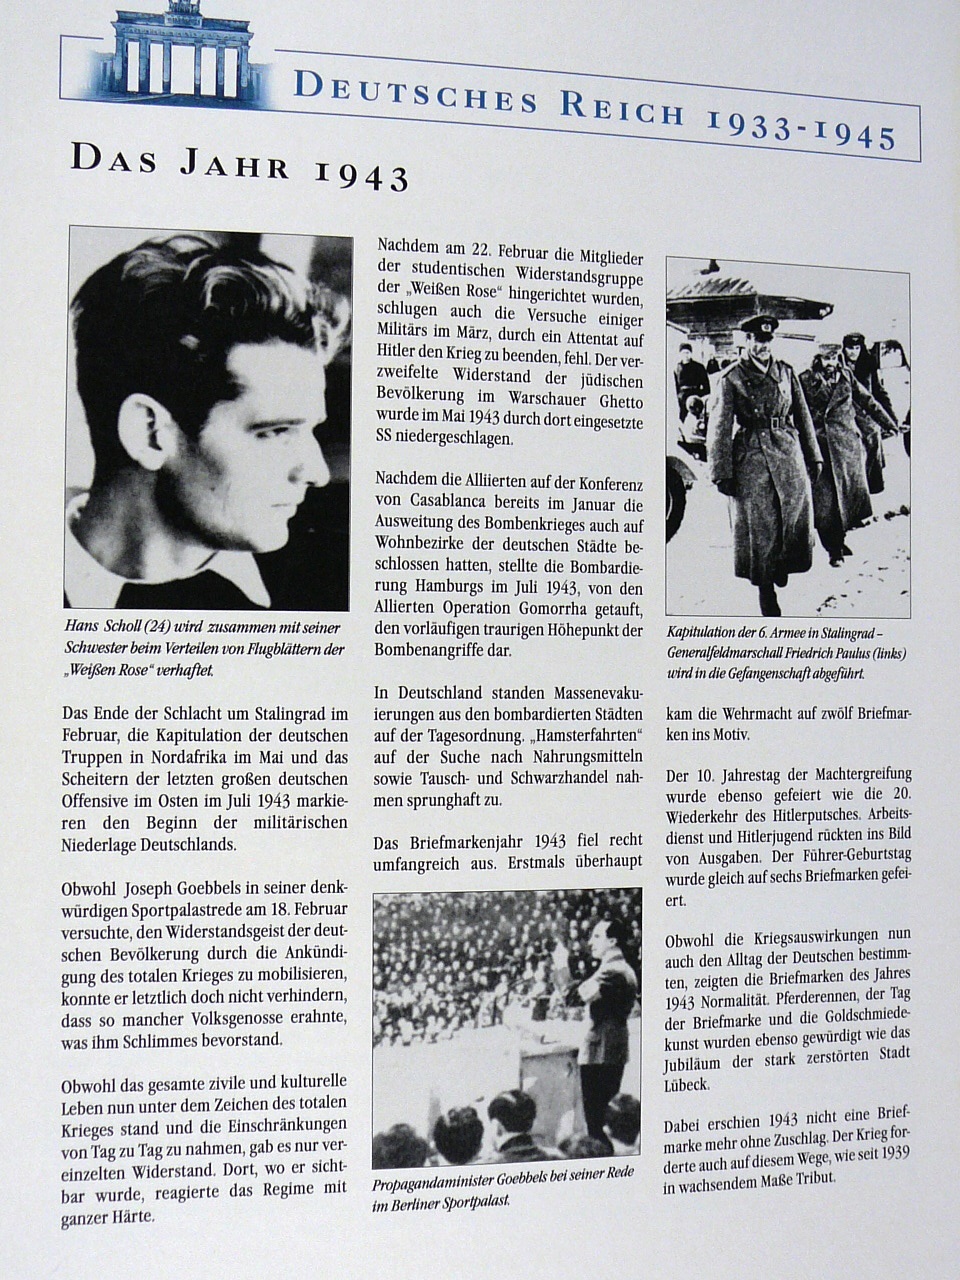 DEUTSCHES REICH 1933-1945
DAS JAHR 1943
Hans Scholl (24) wird zusammen mit seiner
Schwester beim Verteilen von Flugblättern der
„Weißen Rose“ verhaftet.
Das Ende der Schlacht um Stalingrad im
Februar, die Kapitulation der deutschen
Truppen in Nordafrika im Mai und das
Scheitern der letzten großen deutschen
Offensive im Osten im Juli 1943 markie-
ren den Beginn der militärischen
Niederlage Deutschlands.
Obwohl Joseph Goebbels in seiner denk-
würdigen Sportpalastrede am 18. Februar
versuchte, den Widerstandsgeist der deut-
schen Bevölkerung durch die Ankündi-
gung des totalen Krieges zu mobilisieren,
konnte er letztlich doch nicht verhindern,
dass so mancher Volksgenosse erahnte,
was ihm Schlimmes bevorstand.
Obwohl das gesamte zivile und kulturelle
Leben nun unter dem Zeichen des totalen
Krieges stand und die Einschränkungen
von Tag zu Tag zu nahmen, gab es nur ver-
einzelten Widerstand. Dort, wo er sicht-
bar wurde, reagierte das Regime mit
ganzer Härte.
Nachdem am 22. Februar die Mitglieder
der studentischen Widerstandsgruppe
der „Weißen Rose“ hingerichtet wurden,
schlugen auch die Versuche einiger
Militärs im März, durch ein Attentat auf
Hitler den Krieg zu beenden, fehl. Der ver-
zweifelte Widerstand der jüdischen
Bevölkerung im Warschauer Ghetto
wurde im Mai 1943 durch dort eingesetzte
SS niedergeschlagen.
Nachdem die Alliierten auf der Konferenz
von Casablanca bereits im Januar die
Ausweitung des Bombenkrieges auch auf
Wohnbezirke der deutschen Städte be-
schlossen hatten, stellte die Bombardie-
rung Hamburgs im Juli 1943, von den
Allierten Operation Gomorrha getauft,
den vorläufigen traurigen Höhepunkt der
Bombenangriffe dar.
In Deutschland standen Massenevaku-
ierungen aus den bombardierten Städten
auf der Tagesordnung. „Hamsterfahrten“
auf der Suche nach Nahrungsmitteln
sowie Tausch- und Schwarzhandel nah-
men sprunghaft zu.
Das Briefmarkenjahr 1943 fiel recht
umfangreich aus. Erstmals überhaupt
Propagandaminister Goebbels bei seiner Rede
im Berliner Sportpalast.
Kapitulation der 6. Armee in Stalingrad –
Generalfeldmarschall Friedrich Paulus (links)
wird in die Gefangenschaft abgeführt.
kam die Wehrmacht auf zwölf Briefmar-
ken ins Motiv.
Der 10. Jahrestag der Machtergreifung
wurde ebenso gefeiert wie die 20.
Wiederkehr des Hitlerputsches. Arbeits-
dienst und Hitlerjugend rückten ins Bild
von Ausgaben. Der Führer-Geburtstag
wurde gleich auf sechs Briefmarken gefei-
ert.
Obwohl die Kriegsauswirkungen nun
auch den Alltag der Deutschen bestimm-
ten, zeigten die Briefmarken des Jahres
1943 Normalität. Pferderennen, der Tag
der Briefmarke und die Goldschmiede-
kunst wurden ebenso gewürdigt wie das
Jubiläum der stark zerstörten Stadt
Lübeck.
Dabei erschien 1943 nicht eine Brief-
marke mehr ohne Zuschlag. Der Krieg for-
derte auch auf diesem Wege, wie seit 1939
in wachsendem Maße Tribut.